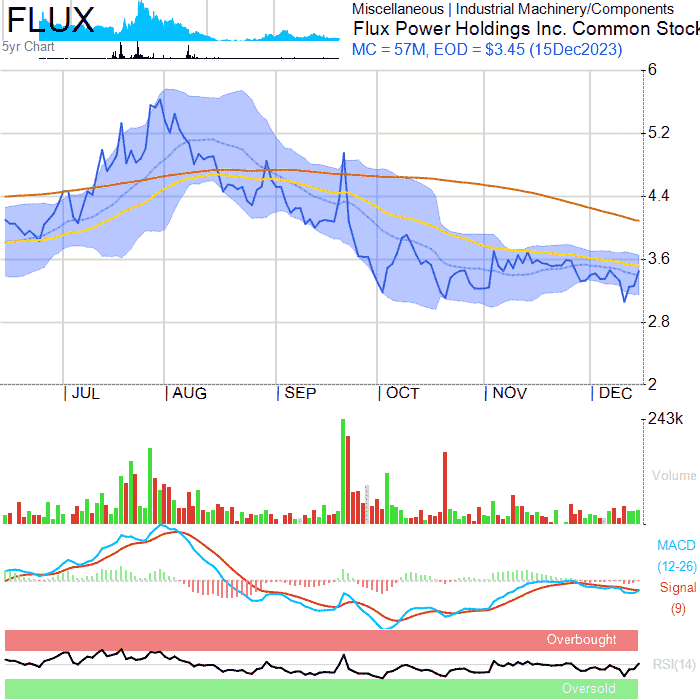 FLUX
5yr Chart
Miscellaneous | Industrial Machinery/Components
Flux Power Holdings Inc. Common Stock
MC = 57M, EOD = $3.45 (15Dec2023)
6
5.2
4.4
3.6
2.8
2
| JUL | AUG | SEP | OCT | NOV | DEC
243k
Volume
MACD
(12-26)
Signal
(9)
Overbought
RSI(14)
Oversold